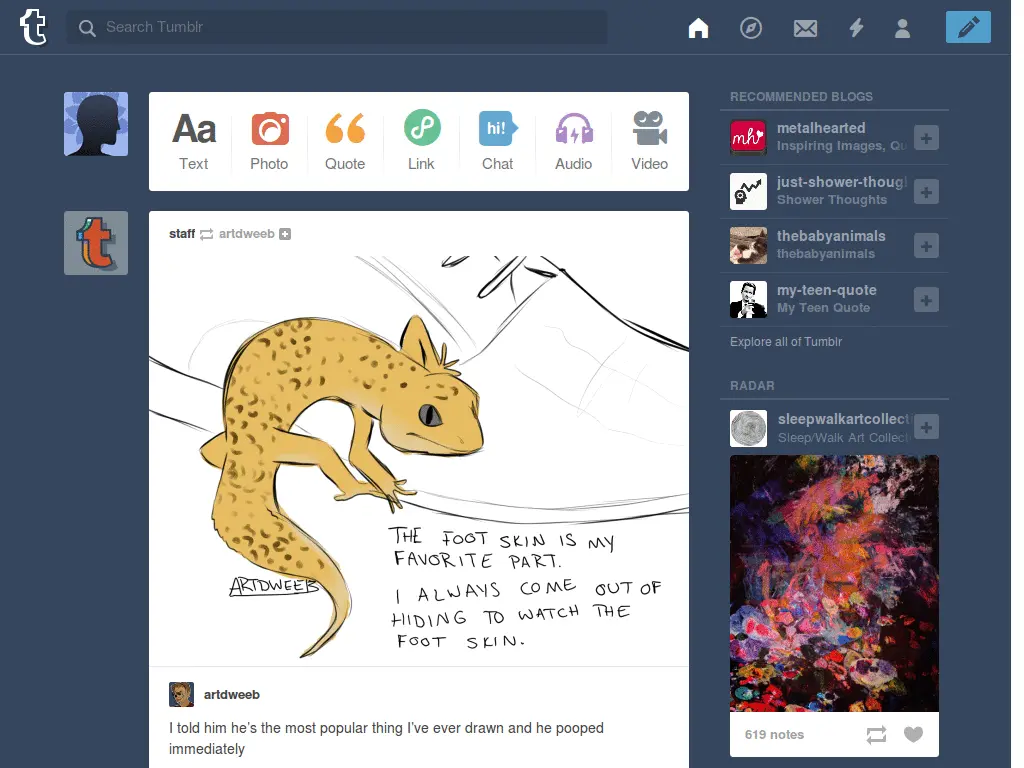 t
Search Tumblr
Aa
Text
Photo
Quote
Link
hi!
Chat
Audio
Video
staff artdweeb
THE FOOT SKIN IS MY
FAVORITE PART.
I ALWAYS COME OUT OF
HIDING TO WATCH THE
FOOT SKIN.
ARTDWEEB
artdweeb
I told him he's the most popular thing I've ever drawn and he pooped
immediately
RECOMMENDED BLOGS
mh
metalhearted
Inspiring Images, Qu
just-shower-thoug
Shower Thoughts
thebabyanimals
thebabyanimals
my-teen-quote
My Teen Quote
Explore all of Tumblr
RADAR
sleepwalkartcollect
Sleep/Walk Art Collec
619 notes